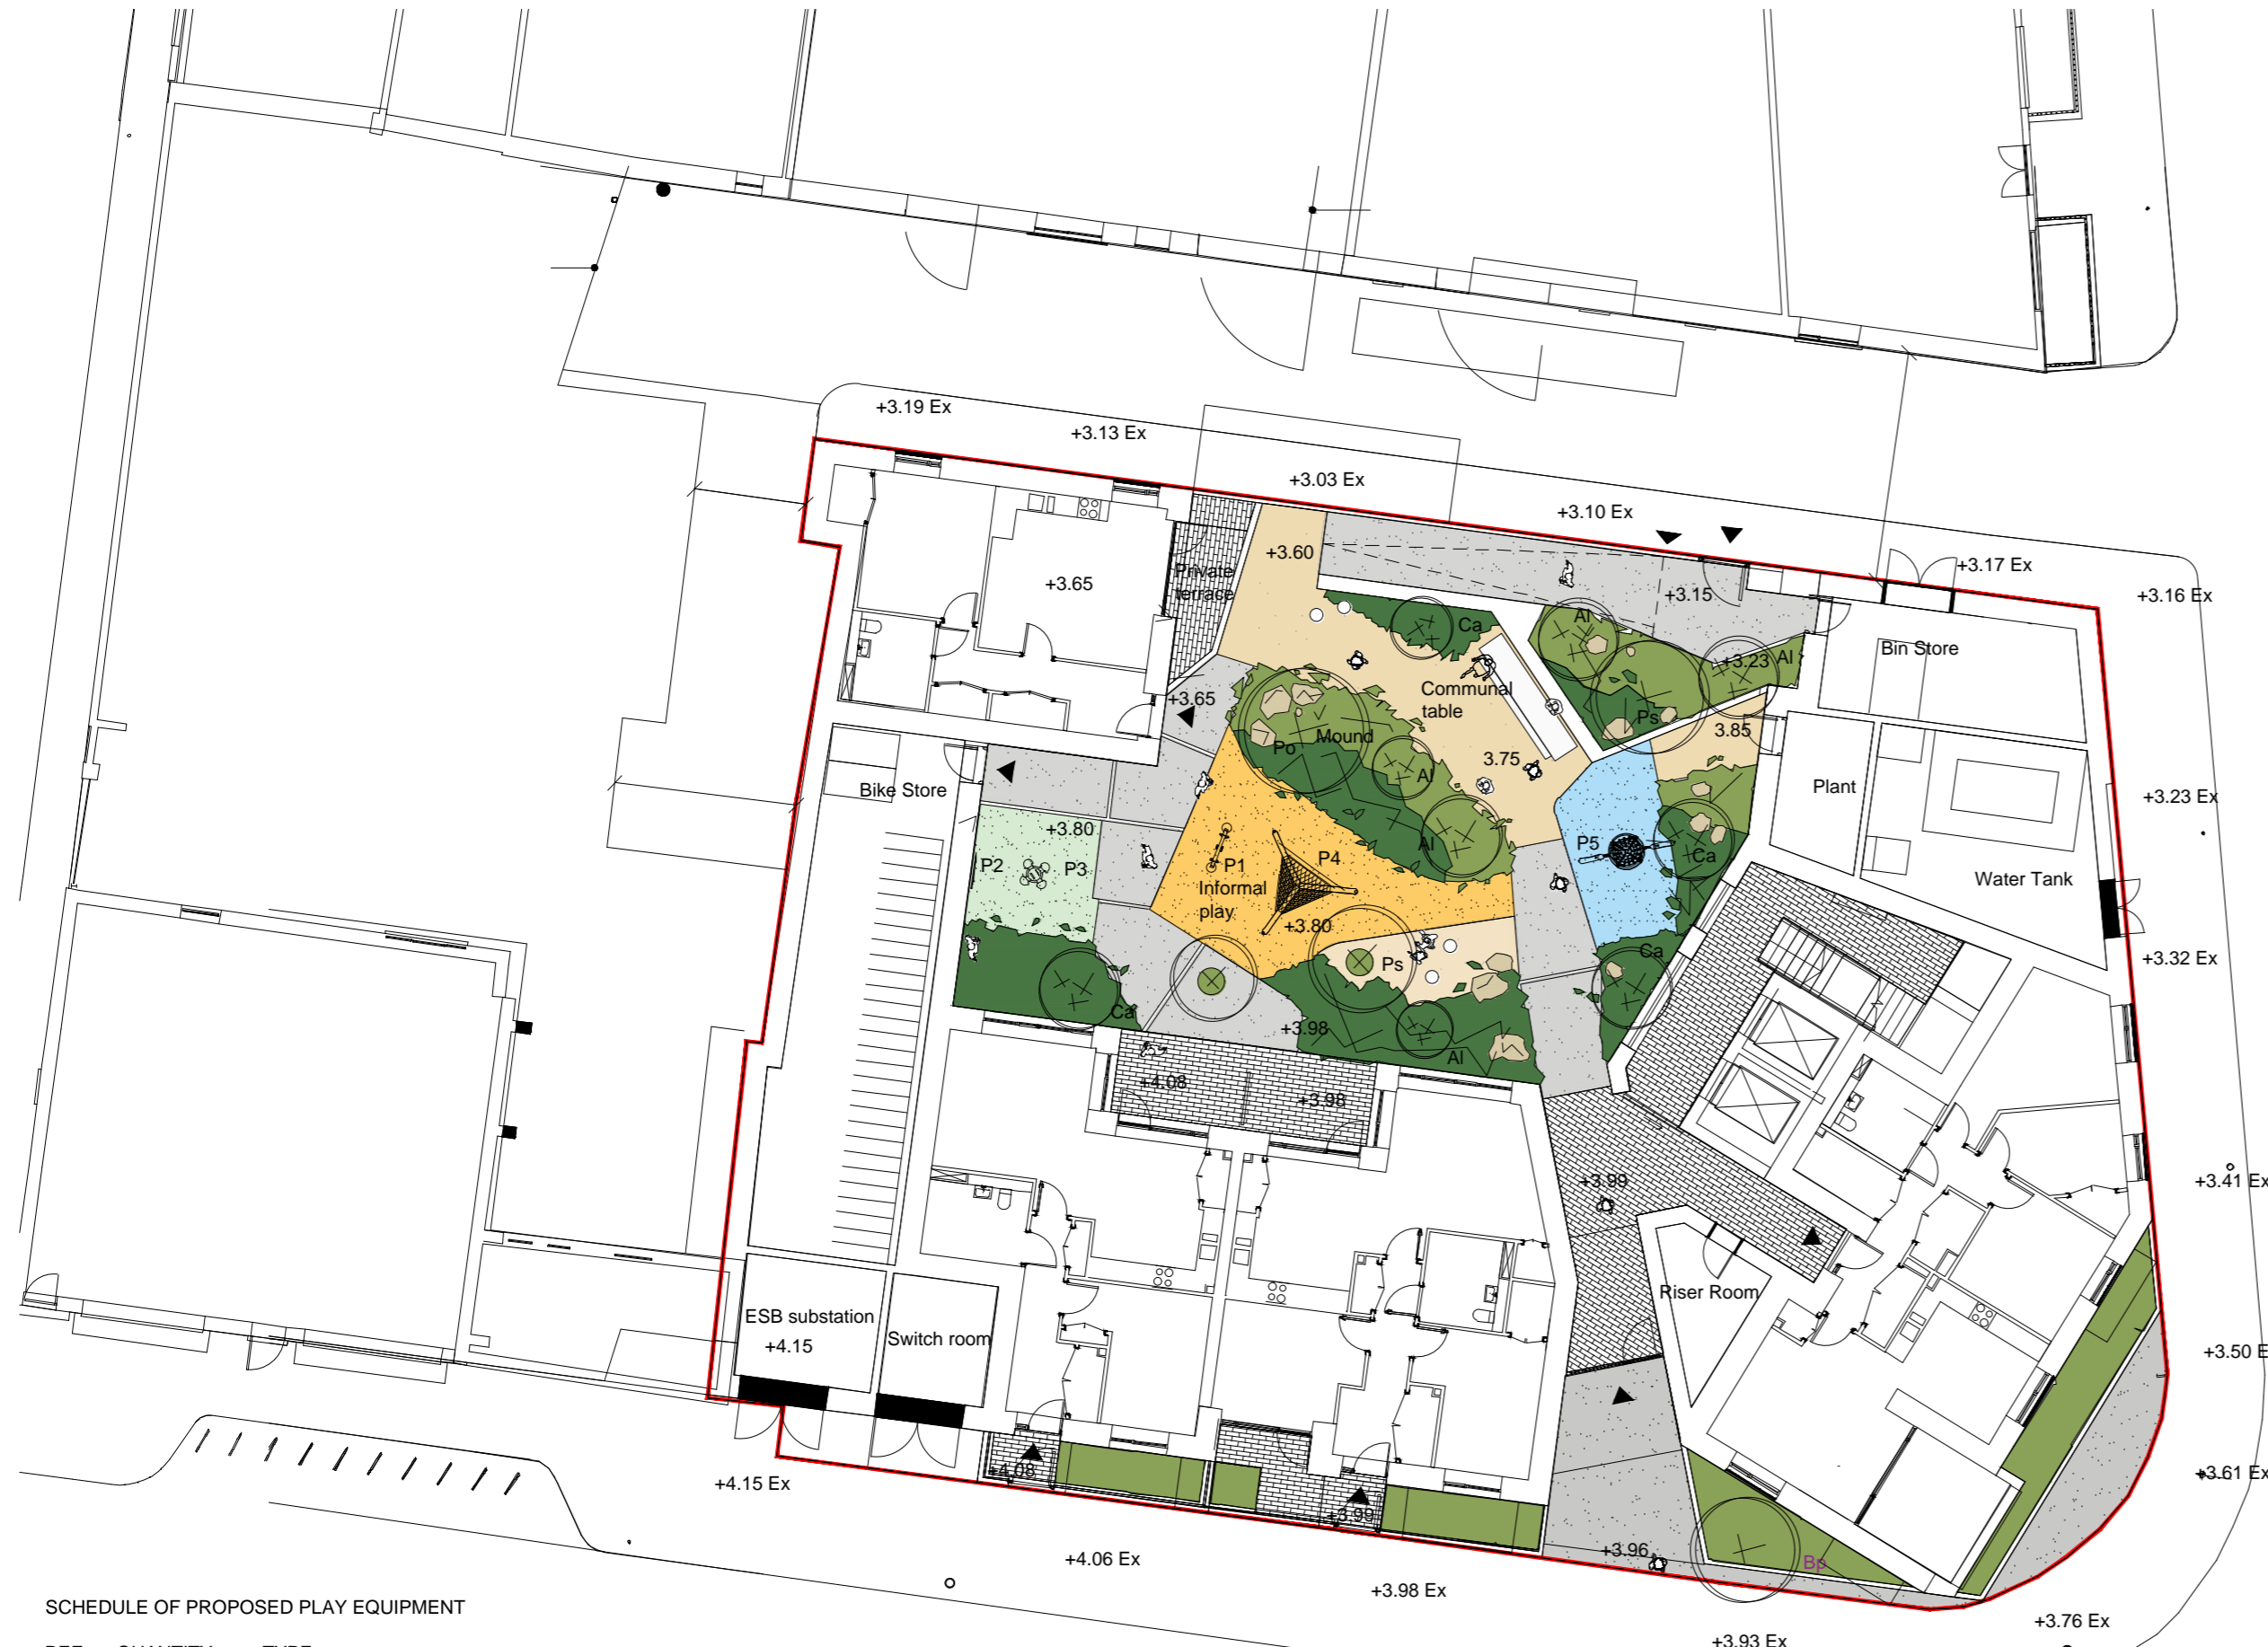 +3.19 Ex
+3.13 Ex
+3.03 Ex
+3.10 Ex
+3.17 Ex
+3.16 Ex
+3.60
Private
terrace
+3.65
+3.15
Ca
Al
Bin Store
+3.23
Al
+3.65
Communal
table
Ps
Po
Mound
3.85
3.75
Al
Bike Store
Plant
+3.23 Ex
+3.80
P2
P3
P1
P4
Informal
play
Al
P5
Ca
Water Tank
+3.80
Ps
Ca
+3.32 Ex
Ca
+3.98
Al
+4.08
+3.98
+3.99
+3.41 Ex
Riser Room
ESB substation
+4.15
Switch room
+3.50 E
+4.08
+3.99
+4.15 Ex
+3.61 Ex
+3.96
Bp
+4.06 Ex
+3.98 Ex
+3.93 Ex
+3.76 Ex
SCHEDULE OF PROPOSED PLAY EQUIPMENT
REF QUANTITY TYPE